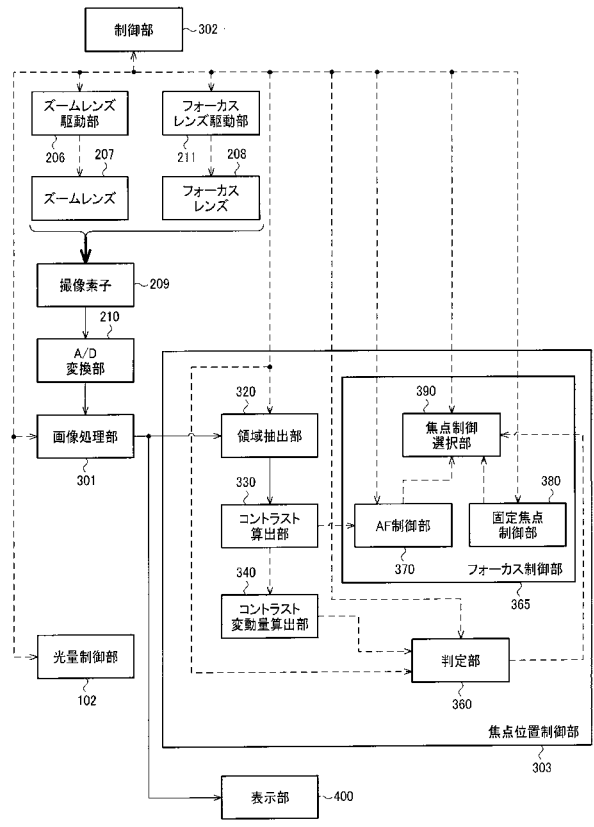 制御部
302
ズームレンズ
駆動部
フォーカス
レンズ駆動部
206
207
211
208
ズームレンズ
フォーカス
レンズ
撮像素子
209
210
A/D
変換部
画像処理部
301
320
領域抽出部
390
焦点制御
選択部
330
コントラスト
算出部
AF制御部
370
380
固定焦点
制御部
フォーカス制御部
365
340
コントラスト
変動量算出部
光量制御部
102
判定部
360
焦点位置制御部
303
表示部
400